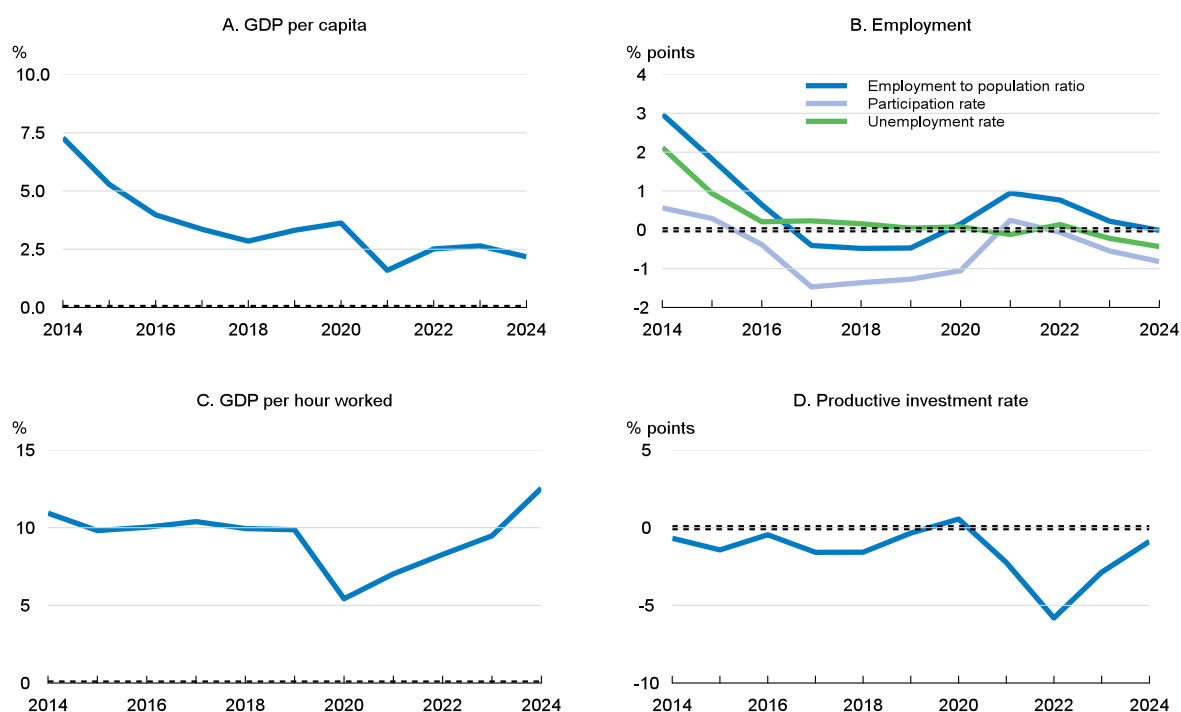 A. GDP per capita
%
10.0
7.5
5.0
2.5
0.0
2014 2016 2018 2020 2022 2024
B. Employment
% points
4
3
2
1
0
-1
-2
Employment to population ratio
Participation rate
Unemployment rate
2014 2016 2018 2020 2022 2024
C. GDP per hour worked
%
15
10
5
0
2014 2016 2018 2020 2022 2024
D. Productive investment rate
% points
5
0
-5
-10
2014 2016 2018 2020 2022 2024